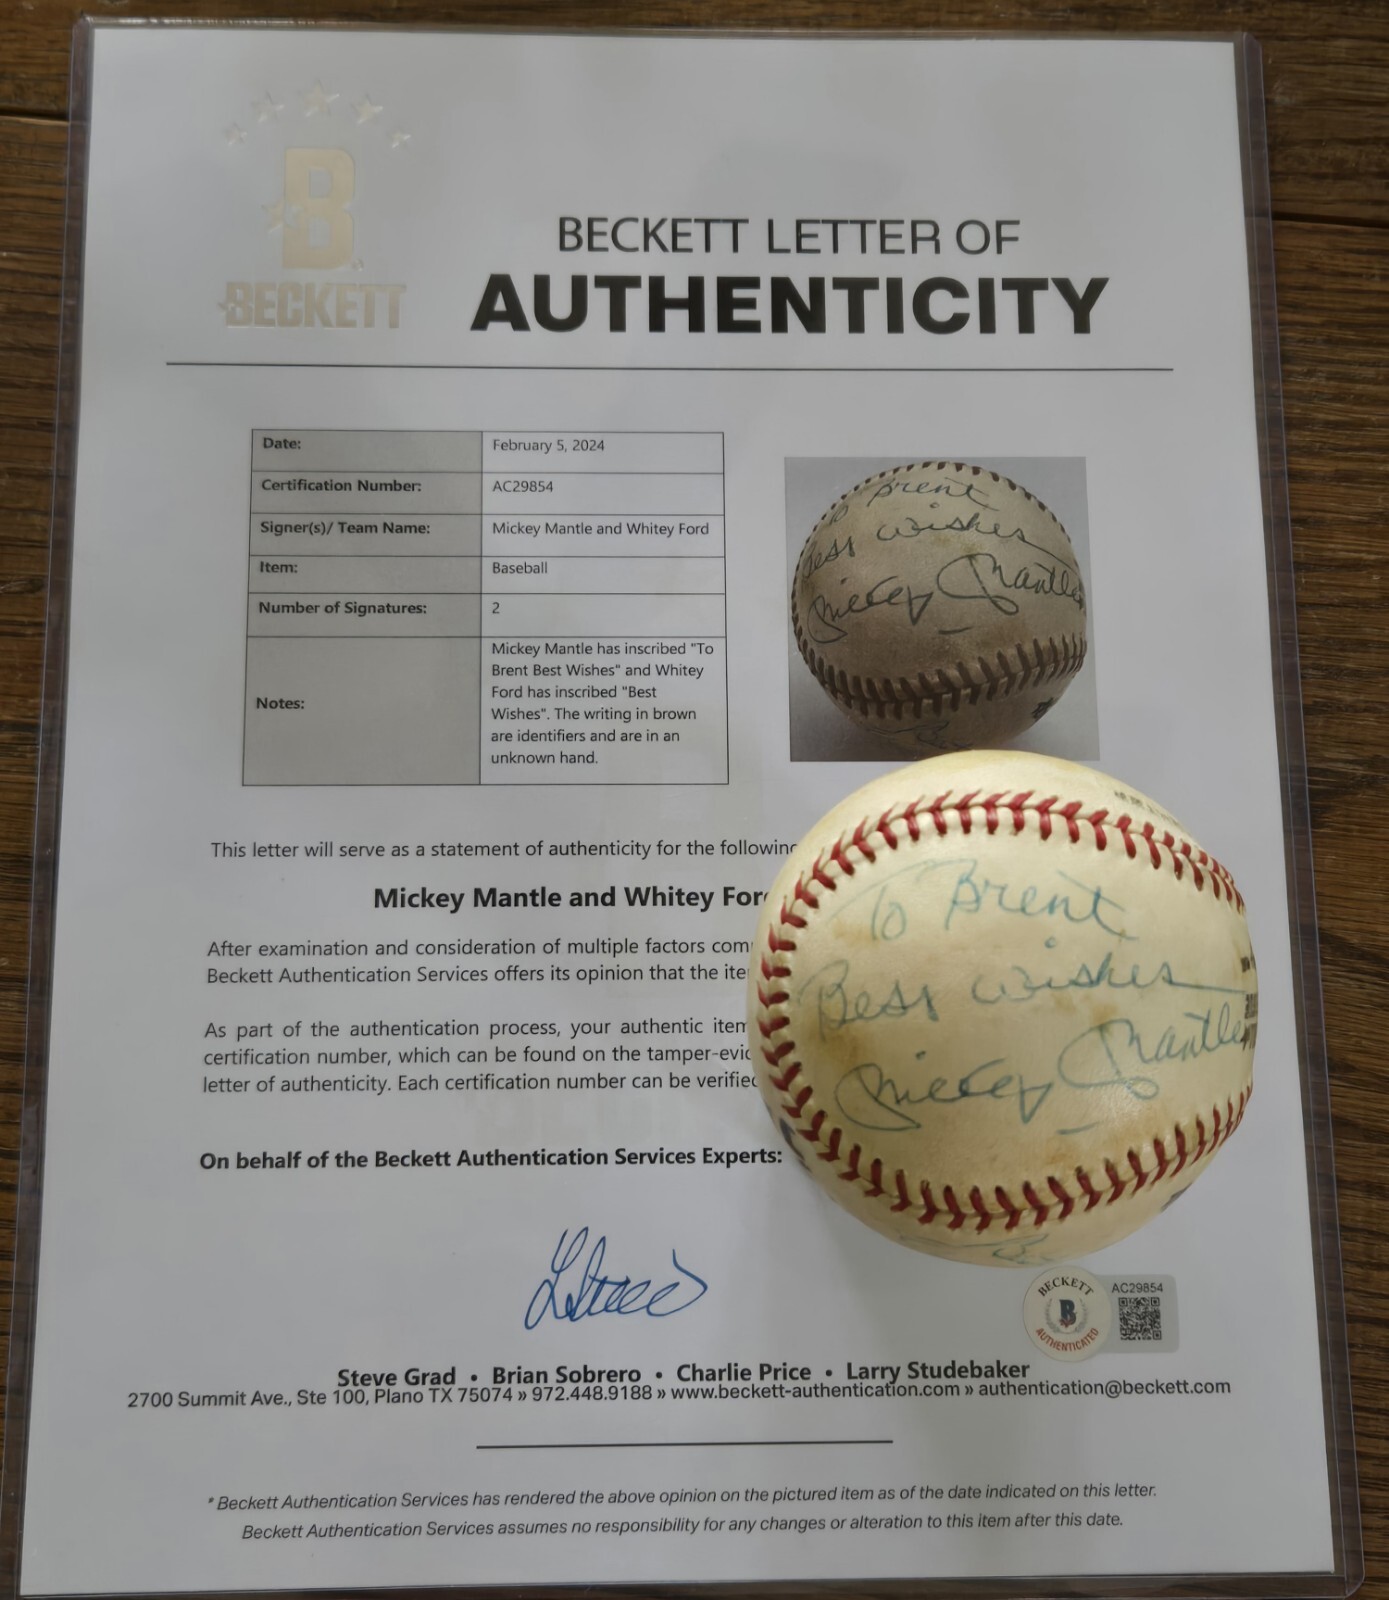 B
BECKETT
BECKETT LETTER OF
AUTHENTICITY
Date: February 5, 2024
Certification Number: AC29854
Signer(s)/ Team Name: Mickey Mantle and Whitey Ford
Item: Baseball
Number of Signatures: 2
Notes: Mickey Mantle has inscribed "To
Brent Best Wishes" and Whitey
Ford has inscribed "Best
Wishes". The writing in brown
are identifiers and are in an
unknown hand.
To Brent
Best wishes
Mickey Mantle
This letter will serve as a statement of authenticity for the following
Mickey Mantle and Whitey Ford
After examination and consideration of multiple factors
Beckett Authentication Services offers its opinion that the
As part of the authentication process, your authentic item
certification number, which can be found on the
letter of authenticity. Each certification number can be verified
To Brent
Best wishes
Mickey Mantle
On behalf of the Beckett Authentication Services Experts:
BECKETT
B
AUTHENTICATED
AC29854
Steve Grad • Brian Sobrero • Charlie Price • Larry Studebaker
2700 Summit Ave., Ste 100, Plano TX 75074 » 972.448.9188 » www.beckett-authentication.com » authentication@beckett.com
* Beckett Authentication Services has rendered the above opinion on the pictured item as of the date indicated on this letter.
Beckett Authentication Services assumes no responsibility for any changes or alteration to this item after this date.